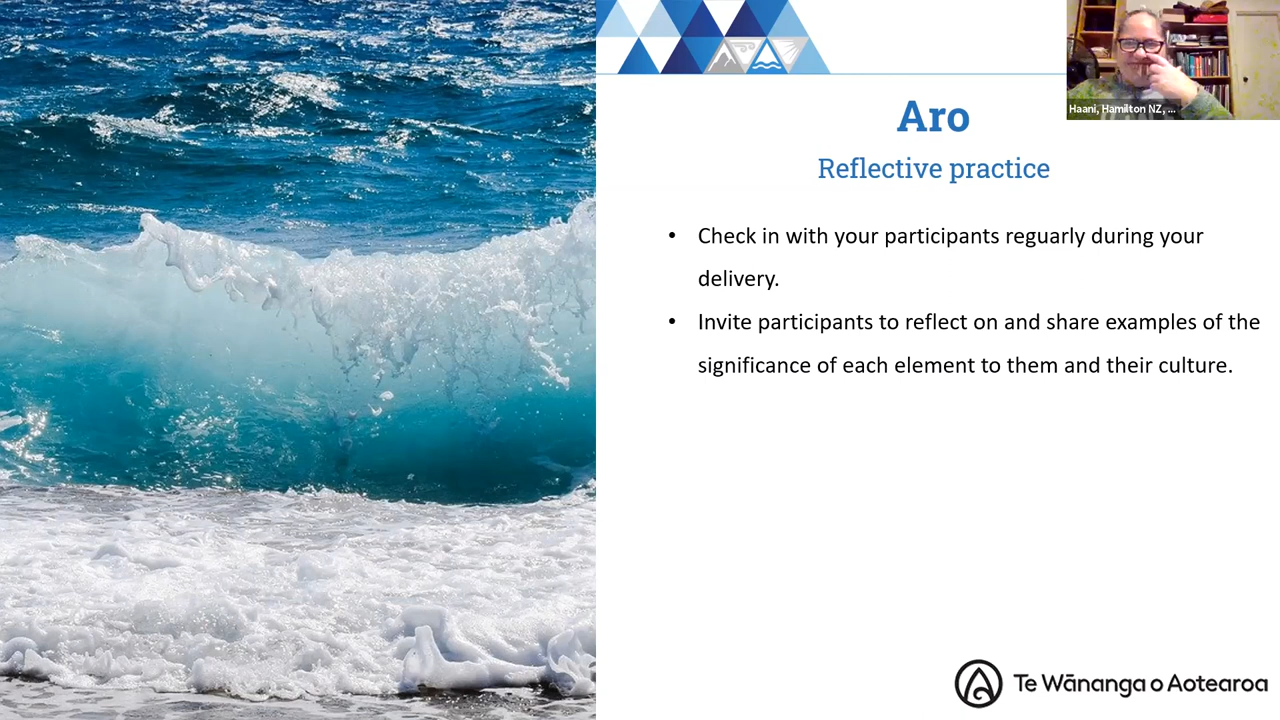 Haani, Hamilton NZ, ...
Aro
Reflective practice
• Check in with your participants reguarly during your
delivery.
• Invite participants to reflect on and share examples of the
significance of each element to them and their culture.
Te Wānanga o Aotearoa